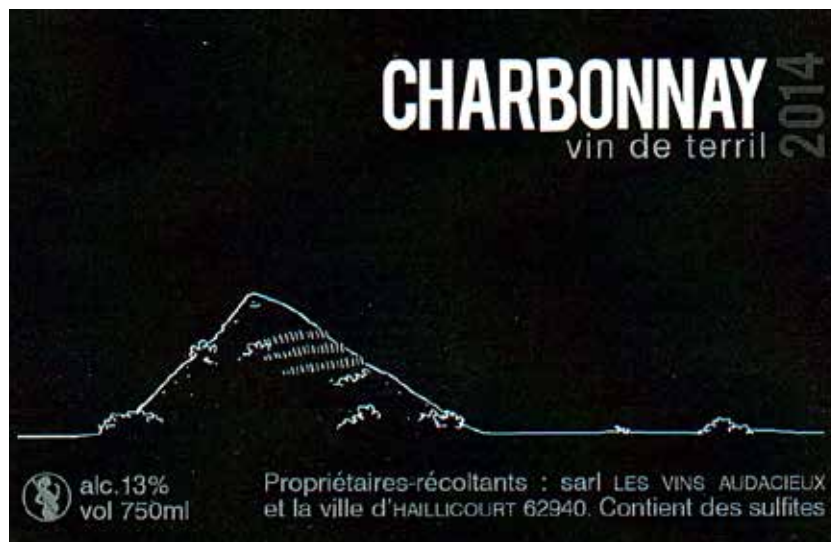 CHARBONNAY
2014
vin de terril
alc.13%
vol 750ml
Propriétaires-récoltants : sarl LES VINS AUDACIEUX
et la ville d'HAILLICOURT 62940. Contient des sulfites